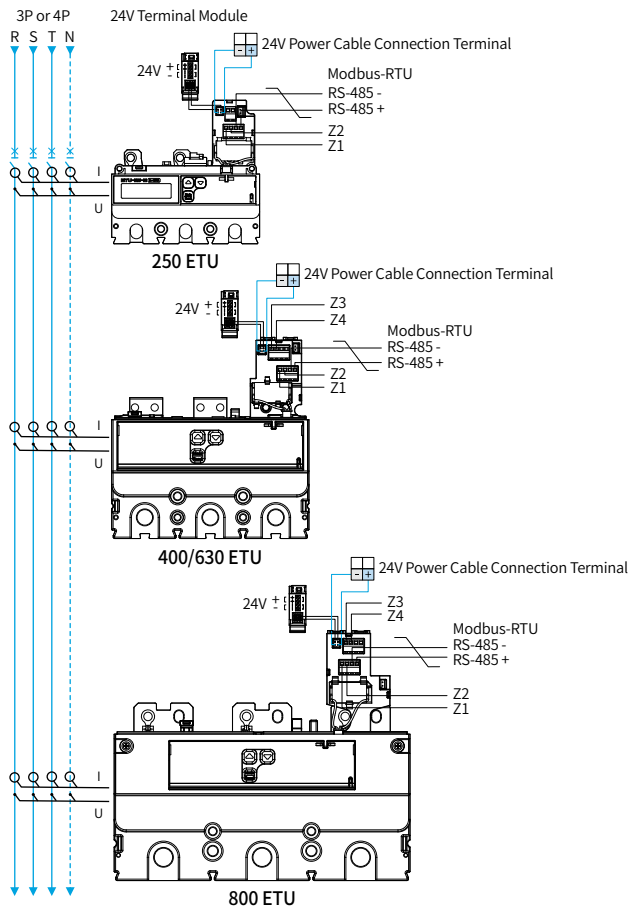 3P or 4P
24V Terminal Module
R S T N
24V Power Cable Connection Terminal
- +
24V + -
Modbus-RTU
RS-485 -
RS-485 +
Z2
Z1
I
U
250 ETU
24V Power Cable Connection Terminal
- +
24V + -
Z3
Z4
Modbus-RTU
RS-485 -
RS-485 +
Z2
Z1
I
U
400/630 ETU
24V Power Cable Connection Terminal
- +
24V + -
Z3
Z4
Modbus-RTU
RS-485 -
RS-485 +
Z2
Z1
I
U
800 ETU